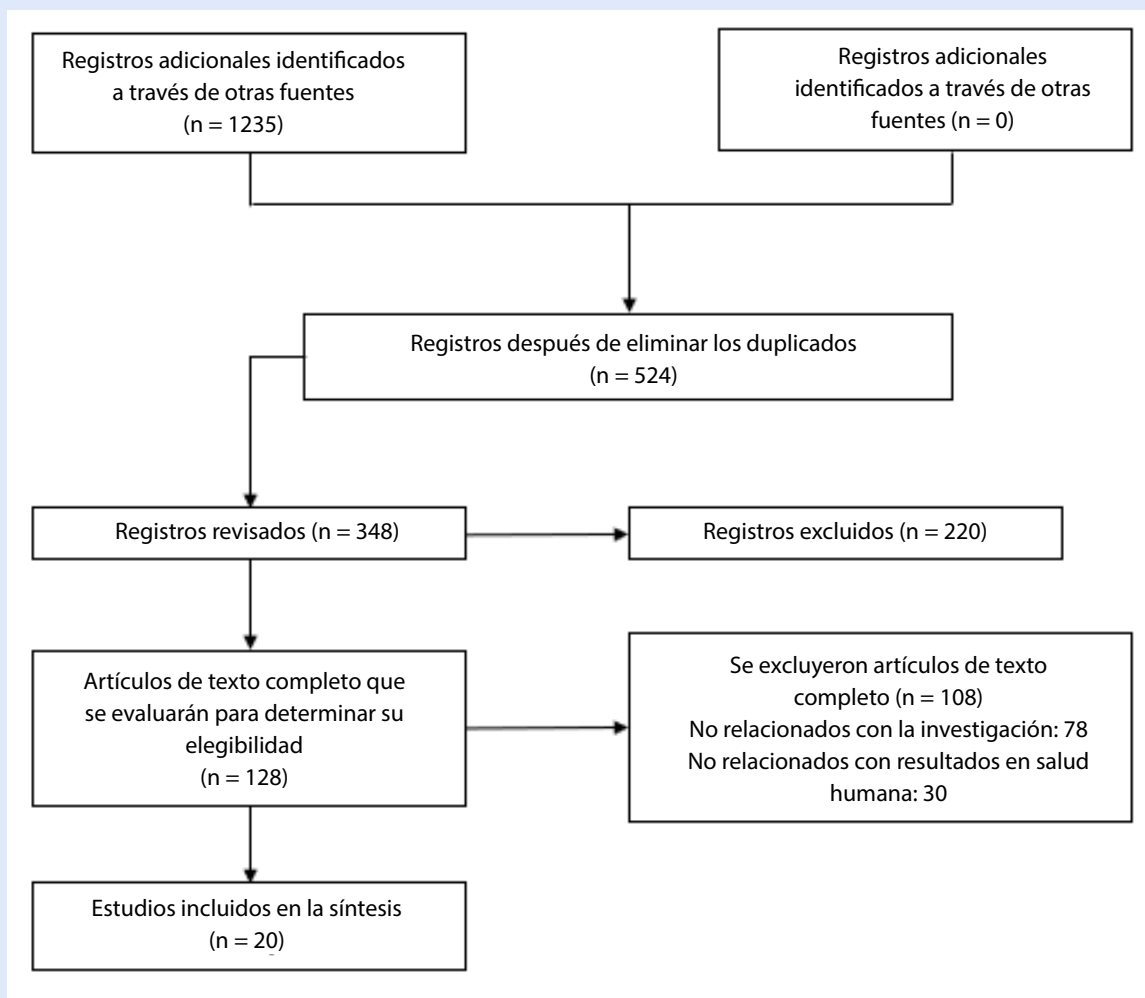 Registros adicionales identificados
a través de otras fuentes
(n = 1235)
Registros adicionales
identificados a través de otras
fuentes (n = 0)
Registros después de eliminar los duplicados
(n = 524)
Registros revisados (n = 348)
Registros excluidos (n = 220)
Artículos de texto completo que
se evaluarán para determinar su
elegibilidad
(n = 128)
Se excluyeron artículos de texto
completo (n = 108)
No relacionados con la investigación: 78
No relacionados con resultados en salud
humana: 30
Estudios incluidos en la síntesis
(n = 20)